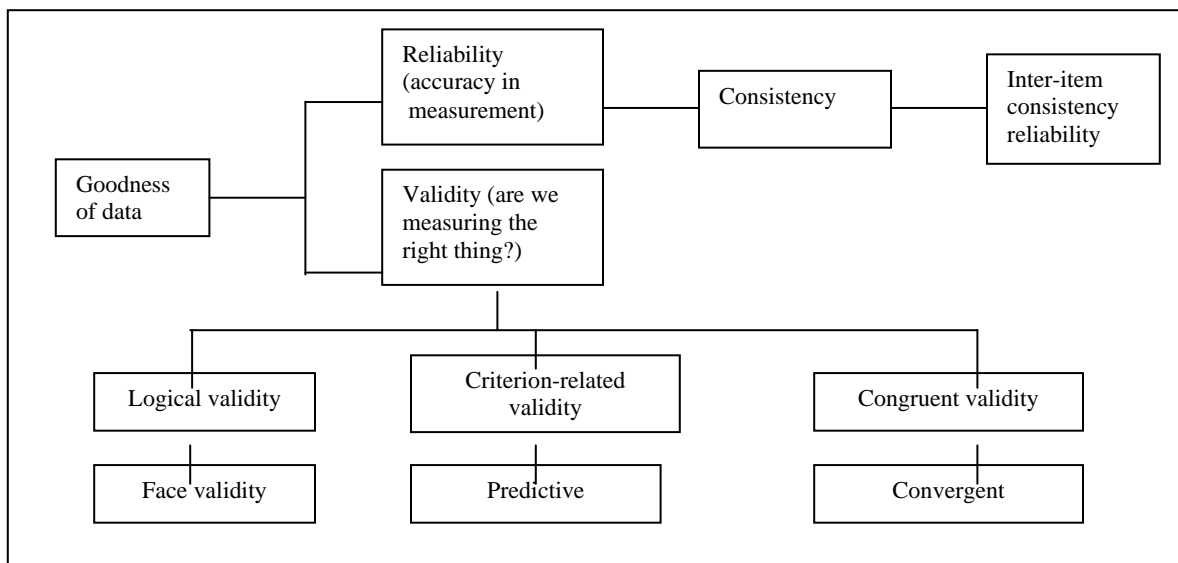 Reliability
(accuracy in
measurement)
Consistency
Inter-item
consistency
reliability
Goodness
of data
Validity (are we
measuring the
right thing?)
Logical validity
Criterion-related
validity
Congruent validity
Face validity
Predictive
Convergent